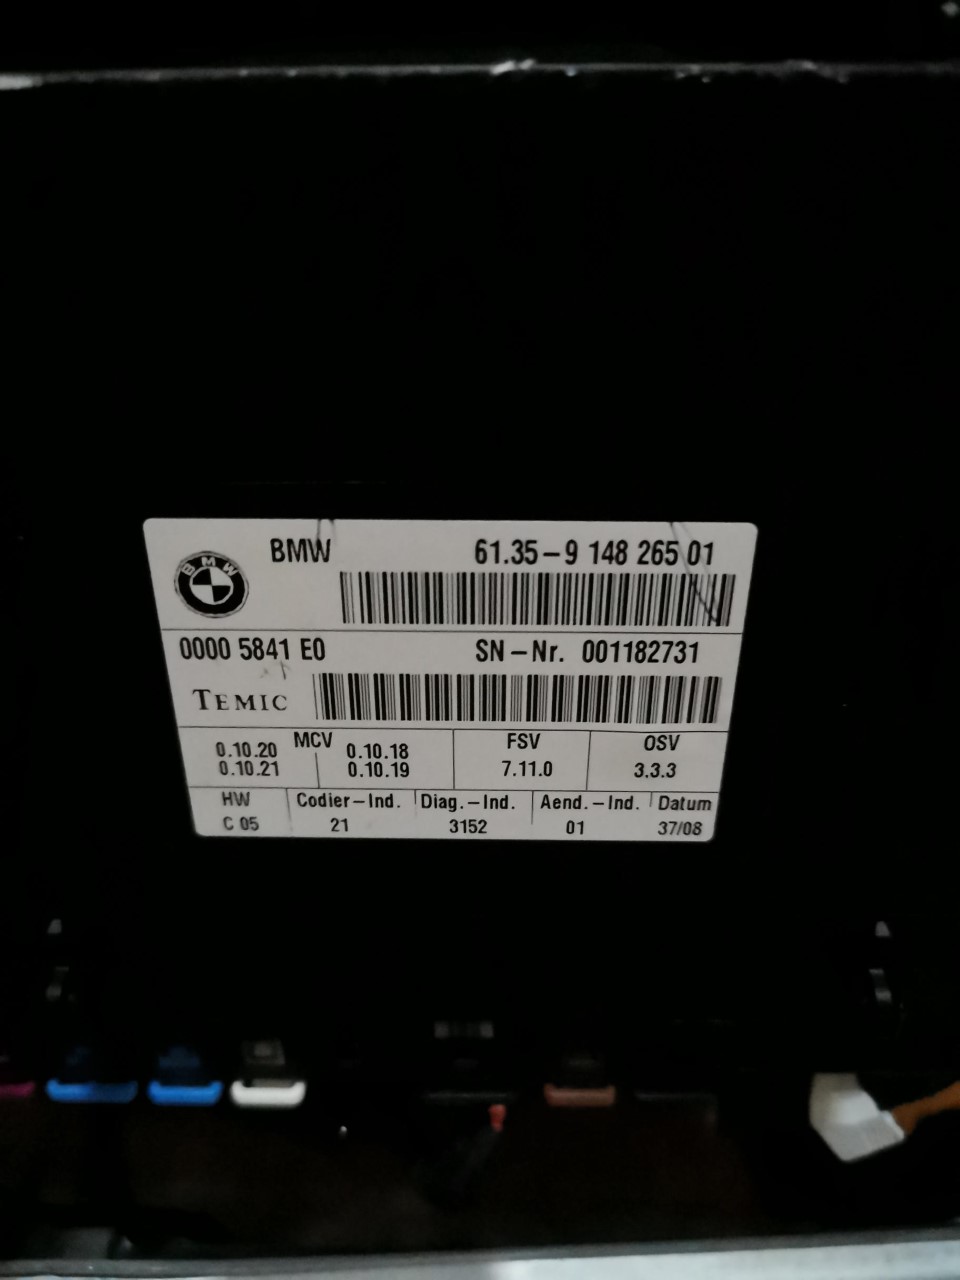 BMW
BMW 61.35-9 148 265 01
0000 5841 E0 SN-Nr. 001182731
TEMIC
MCV FSV OSV
0.10.20 0.10.18 7.11.0 3.3.3
0.10.21 0.10.19
HW Codier-Ind. Diag.-Ind. Aend.-Ind. Datum
C 05 21 3152 01 37/08